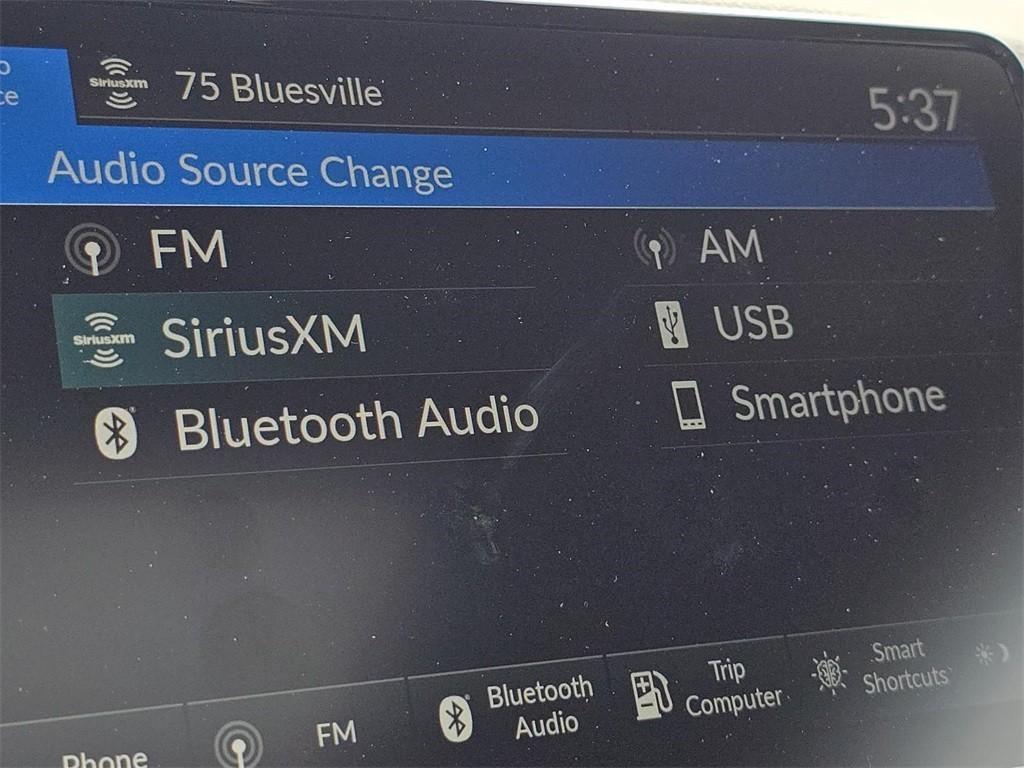 SiriusXM 75 Bluesville
5:37
Audio Source Change
FM
AM
SiriusXM SiriusXM
USB
Bluetooth Audio
Smartphone
Phone
FM
Bluetooth
Audio
Trip
Computer
Smart
Shortcuts